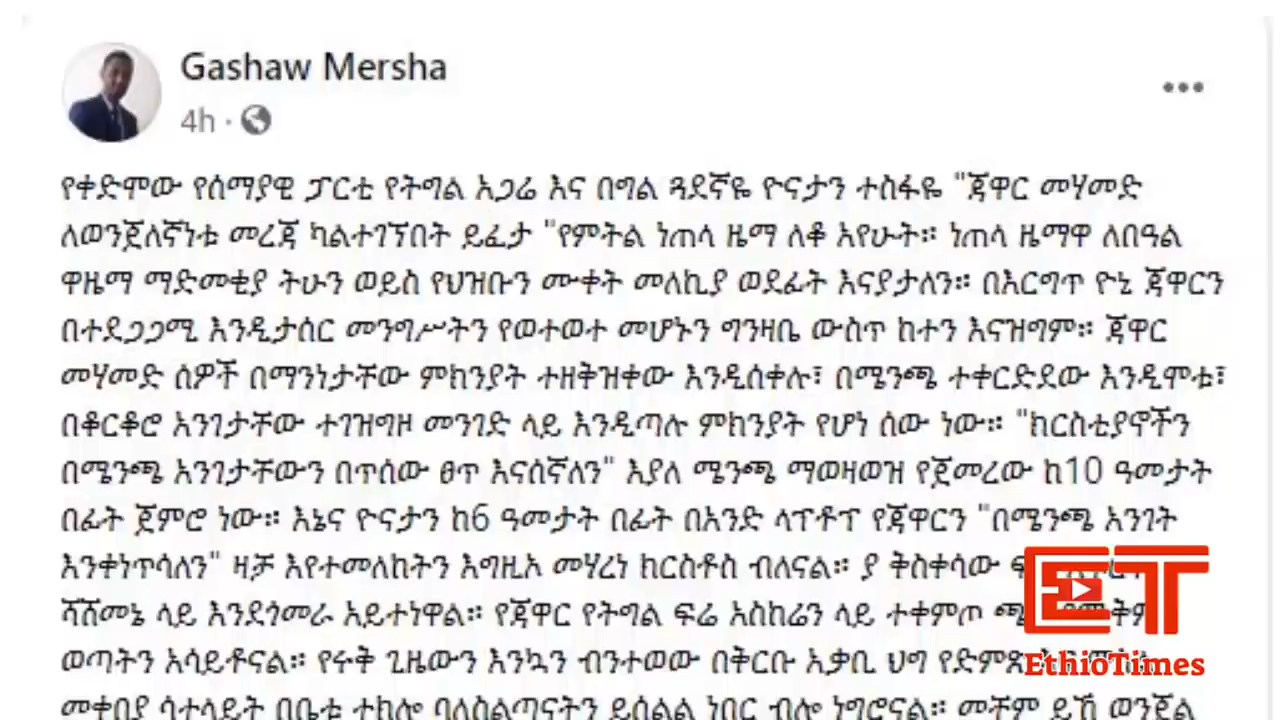 Gashaw Mersha
4h ·
የቀድሞው የሰማያዊ ፓርቲ የትግል አጋሬ እና በግል ጓደኛዬ ዮናታን ተስፋዬ "ጃዋር መሃመድ
ለወንጀለኛነቱ መረጃ ካልተገኘበት ይፈታ "የምትል ነጠላ ዜማ ለቆ አየሁት። ነጠላ ዜማዋ ለበዓል
ዋዜማ ማድመቂያ ትሁን ወይስ የህዝቡን ሙቀት መለኪያ ወደፊት እናያታለን። በእርግጥ ዮኒ ጃዋርን
በተደጋጋሚ እንዲታሰር መንግሥትን የወተወተ መሆኑን ግንዛቤ ውስጥ ከተን እናዝግም። ጃዋር
መሃመድ ሰዎች በማንነታቸው ምክንያት ተዘቅዝቀው እንዲሰቀሉ፣ በሜንጫ ተቀርድደው እንዲሞቱ፣
በቆርቆሮ አንገታቸው ተገዝግዞ መንገድ ላይ እንዲጣሉ ምክንያት የሆነ ሰው ነው። "ክርስቲያኖችን
በሜንጫ አንገታቸውን በጥሰው ፀጥ እናሰኛለን" እያለ ሜንጫ ማወዛወዝ የጀመረው ከ10 ዓመታት
በፊት ጀምሮ ነው። እኔና ዮናታን ከ6 ዓመታት በፊት በአንድ ላፕቶፕ የጃዋርን "በሜንጫ አንገት
እንቀነጥሳለን" ዛቻ እየተመለከትን እግዚኦ መሃረነ ክርስቶስ ብለናል። ያ ቅስቀሳው
ሻሸመኔ ላይ እንደጎመራ አይተነዋል። የጃዋር የትግል ፍሬ አስከሬን ላይ ተቀምጦ
ወጣትን አሳይቶናል። የሩቅ ጊዜውን እንኳን ብንተወው በቅርቡ አቃቢ ህግ
መቀበያ ሳተላይት በቤቱ ተክሎ ባለስልጣናትን ይሰልል ነበር ብሎ ነግሮናል። መቸም ይኸ ወንጀል
ET
EthioTimes